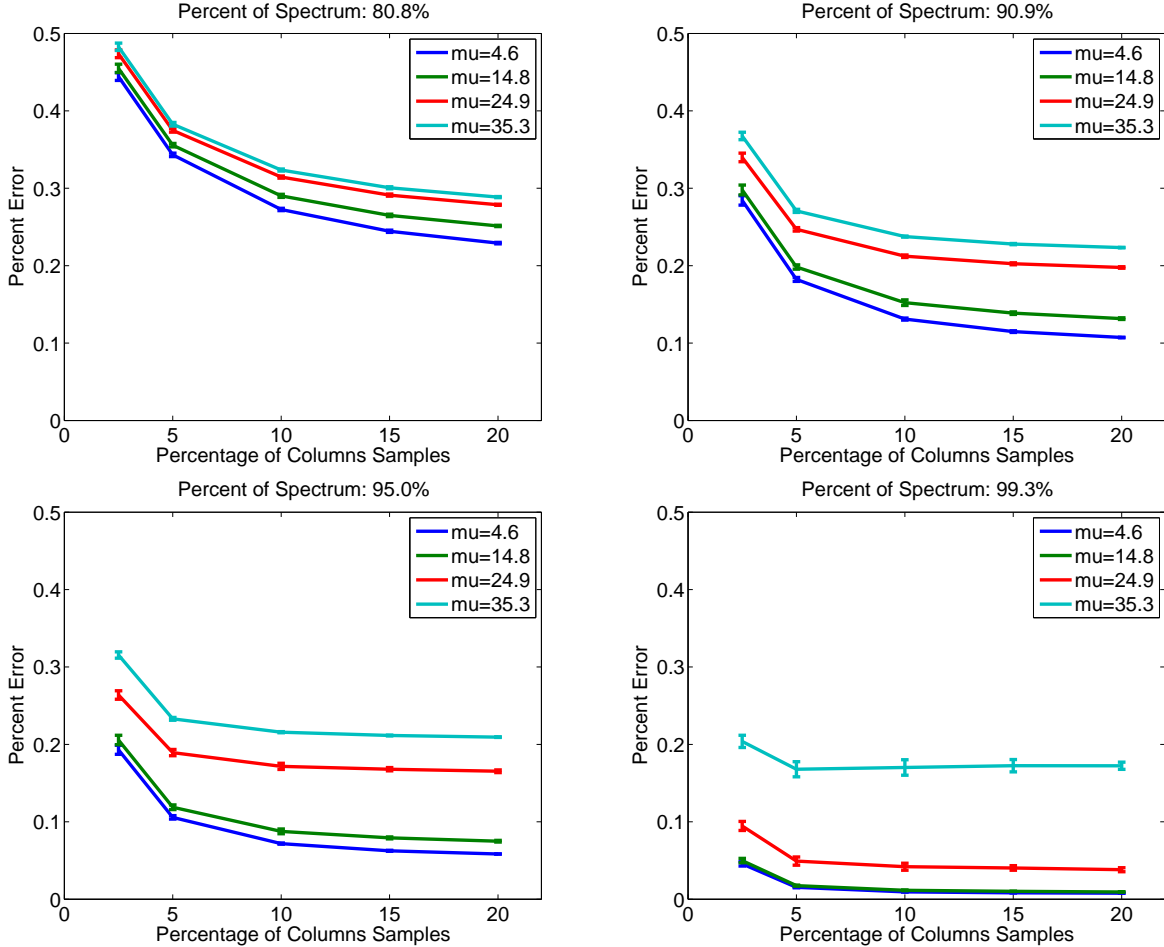 Percent of Spectrum: 80.8%
Percent Error
0.5
0.4
0.3
0.2
0.1
0
mu=4.6
mu=14.8
mu=24.9
mu=35.3
0 5 10 15 20
Percentage of Columns Samples
Percent of Spectrum: 90.9%
Percent Error
0.5
0.4
0.3
0.2
0.1
0
mu=4.6
mu=14.8
mu=24.9
mu=35.3
0 5 10 15 20
Percentage of Columns Samples
Percent of Spectrum: 95.0%
Percent Error
0.5
0.4
0.3
0.2
0.1
0
mu=4.6
mu=14.8
mu=24.9
mu=35.3
0 5 10 15 20
Percentage of Columns Samples
Percent of Spectrum: 99.3%
Percent Error
0.5
0.4
0.3
0.2
0.1
0
mu=4.6
mu=14.8
mu=24.9
mu=35.3
0 5 10 15 20
Percentage of Columns Samples